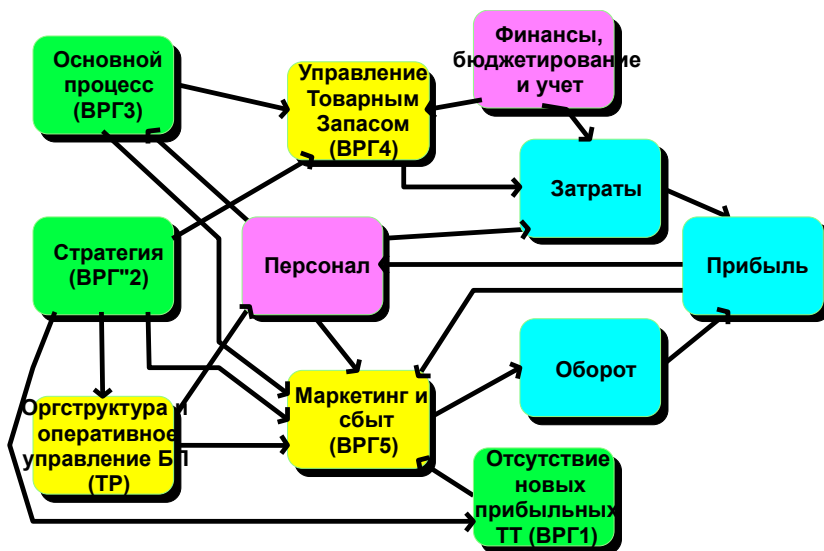 Основной
процесс
(ВРГ3)
Управление
Товарным
Запасом
(ВРГ4)
Финансы,
бюджетирование
и учет
Затраты
Стратегия
(ВРГ"2)
Персонал
Прибыль
Оргструктура и
оперативное
управление БП
(ТР)
Маркетинг и
сбыт
(ВРГ5)
Оборот
Отсутствие
новых
прибыльных
ТТ (ВРГ1)